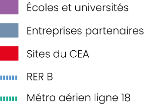 Écoles et universités
Entreprises partenaires
Sites du CEA
RER B
Métro aérien ligne 18